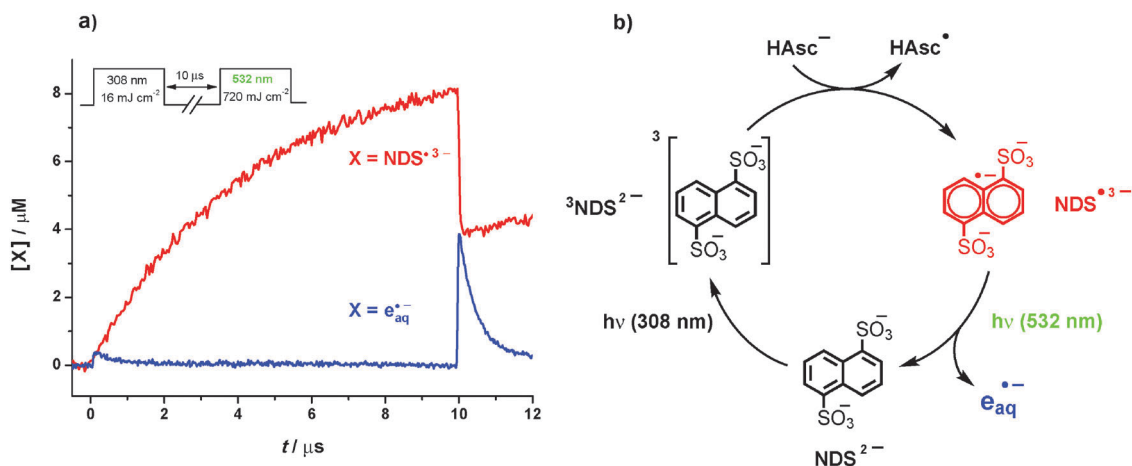 a)
308 nm
16 mJ cm⁻²
10 μs
532 nm
720 mJ cm⁻²
X = NDS•³⁻
X = e•⁻aq
[X] / μM
8
6
4
2
0
0 2 4 6 8 10 12
t / μs
b)
HAsc⁻ HAsc•
3
SO₃⁻
³NDS²⁻
SO₃⁻
SO₃⁻
•−
NDS•³⁻
SO₃⁻
hν (308 nm)
hν (532 nm)
SO₃⁻
SO₃⁻
e•⁻aq
NDS²⁻